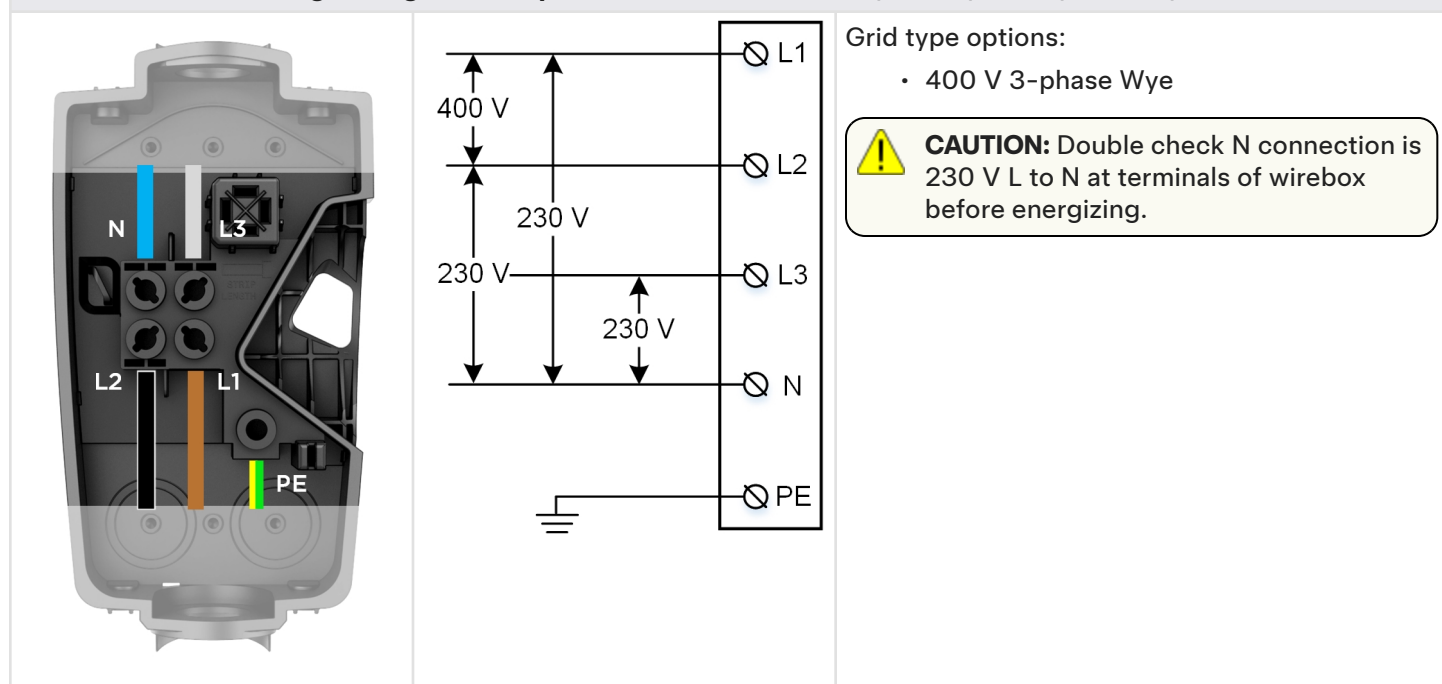 N
L3
L2
L1
PE
L1
400 V
L2
230 V
230 V
L3
230 V
N
PE
Grid type options:
• 400 V 3-phase Wye
CAUTION: Double check N connection is
230 V L to N at terminals of wirebox
before energizing.